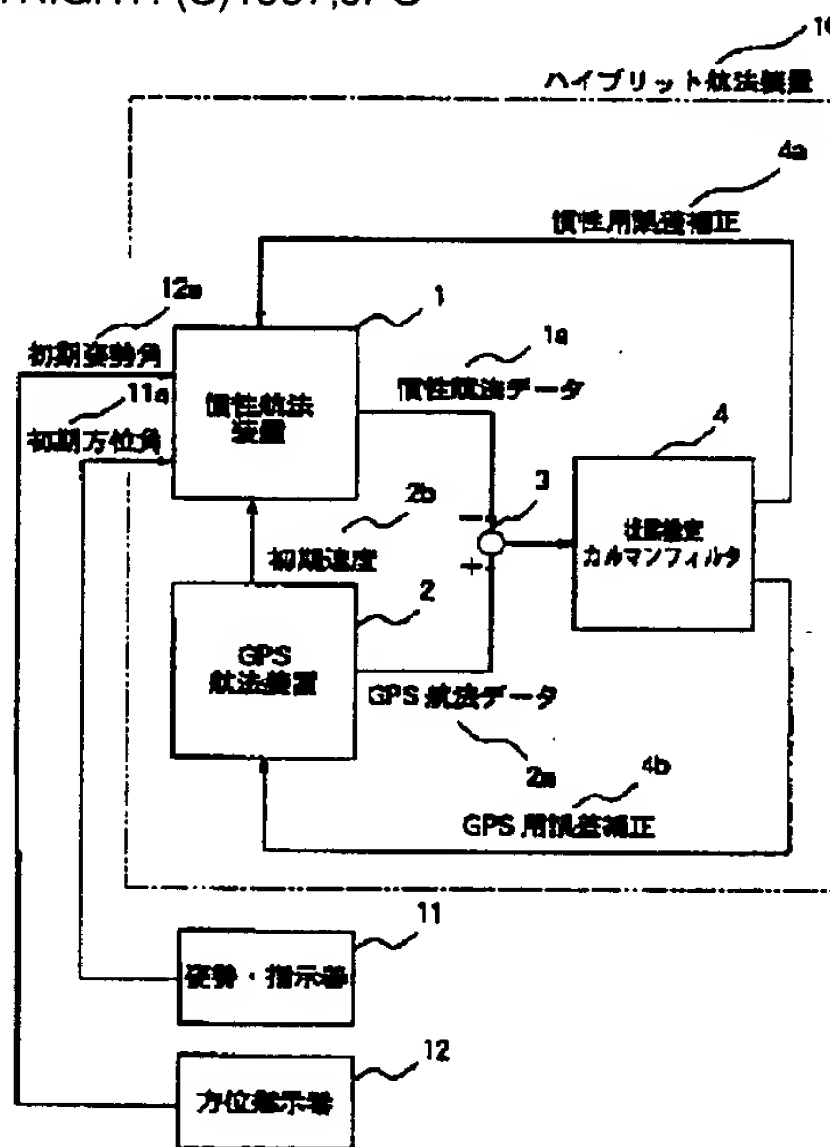 ハイブリット航法装置
4a
慣性用誤差補正
12a
1
初期姿勢角
1a
11a
慣性航法データ
慣性航法
装置
初期方位角
4
2b
3
−
状態推定
カルマンフィルタ
初期速度
+
2
GPS
航法装置
GPS 航法データ
2a
4b
GPS 用誤差補正
11
姿勢・指示器
12
方位指示器